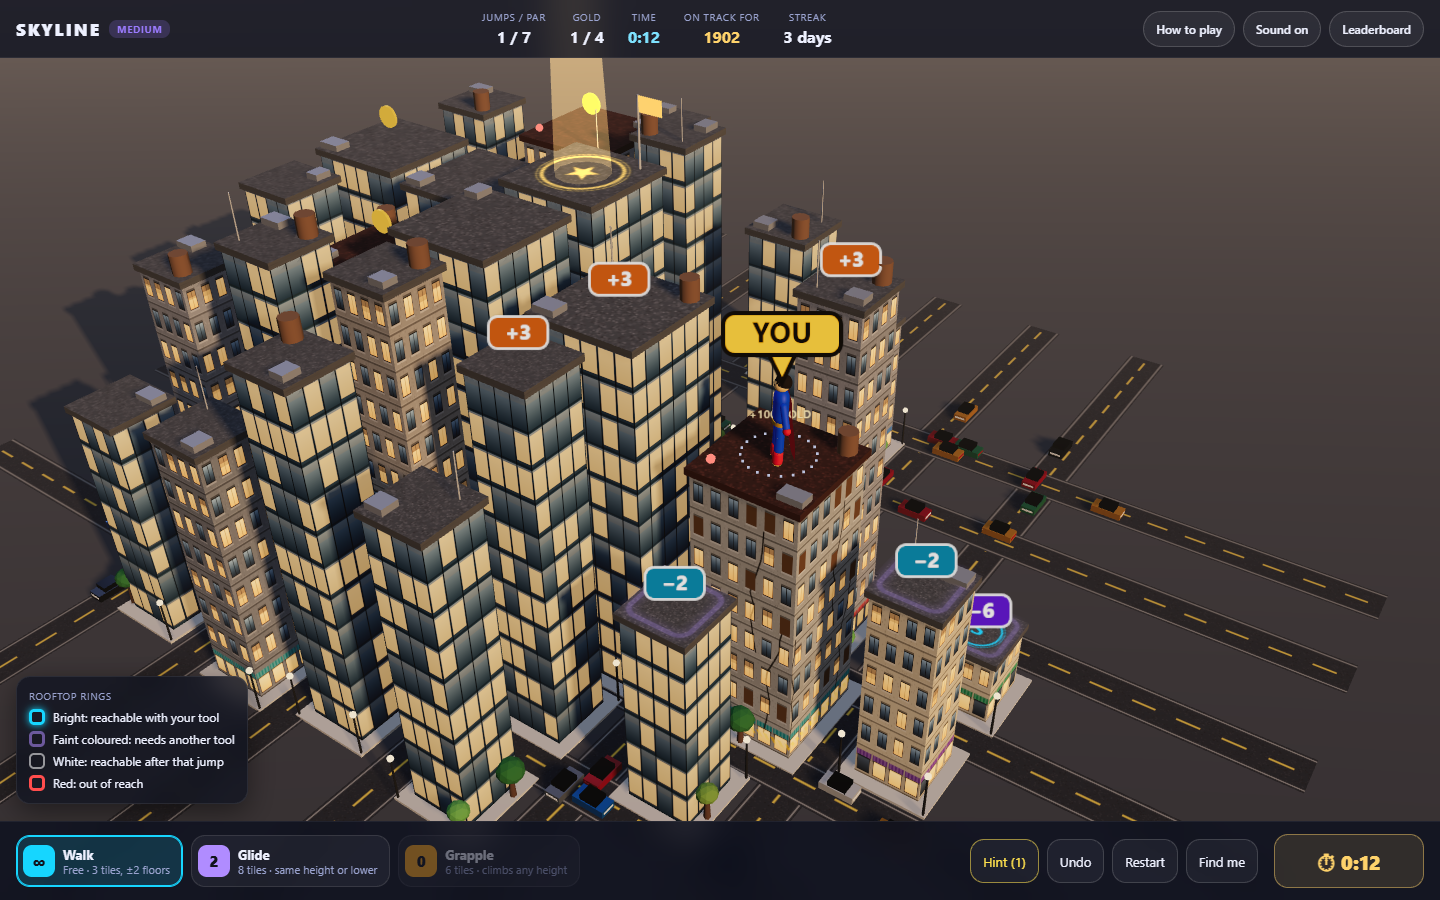 SKYLINE MEDIUM
JUMPS / PAR
1 / 7
GOLD
1 / 4
TIME
0:12
ON TRACK FOR
1902
STREAK
3 days
How to play
Sound on
Leaderboard
+3
+3
+3
YOU
−2
−2
−6
ROOFTOP RINGS
Bright: reachable with your tool
Faint coloured: needs another tool
White: reachable after that jump
Red: out of reach
∞ Walk
Free · 3 tiles, ±2 floors
2 Glide
8 tiles · same height or lower
0 Grapple
6 tiles · climbs any height
Hint (1)
Undo
Restart
Find me
0:12